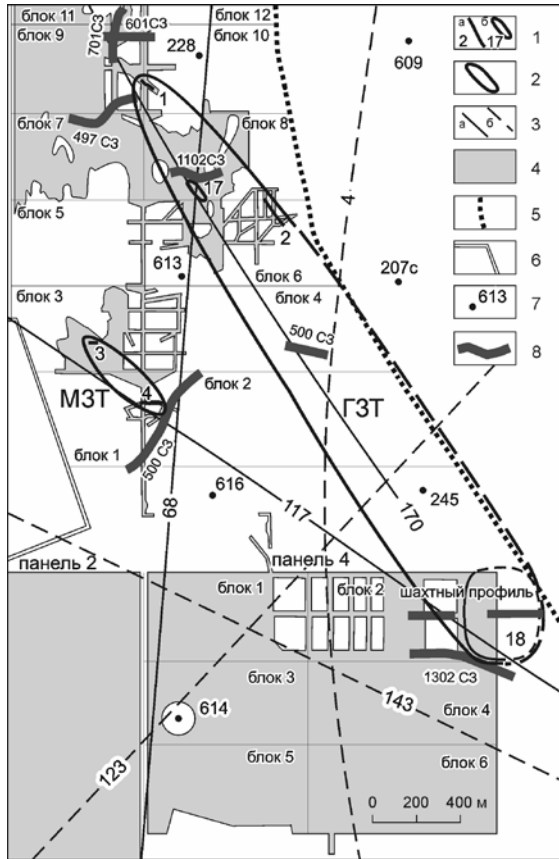 блок 11
601СЗ
блок 12
блок 9
701СЗ
228
блок 10
609
1
блок 7
497 СЗ
блок 8
1102СЗ
17
4
блок 5
2
613
блок 6
207с
блок 3
блок 4
500 СЗ
3
МЗТ
4
блок 2
ГЗТ
блок 1
500 СЗ
616
68
117
245
170
панель 2
панель 4
блок 1
блок 2
шахтный профиль
18
блок 3
1302 СЗ
614
143
блок 4
123
блок 5
блок 6
0 200 400 м
а б
2 17
1
2
а б
3
4
5
6
613
7
8